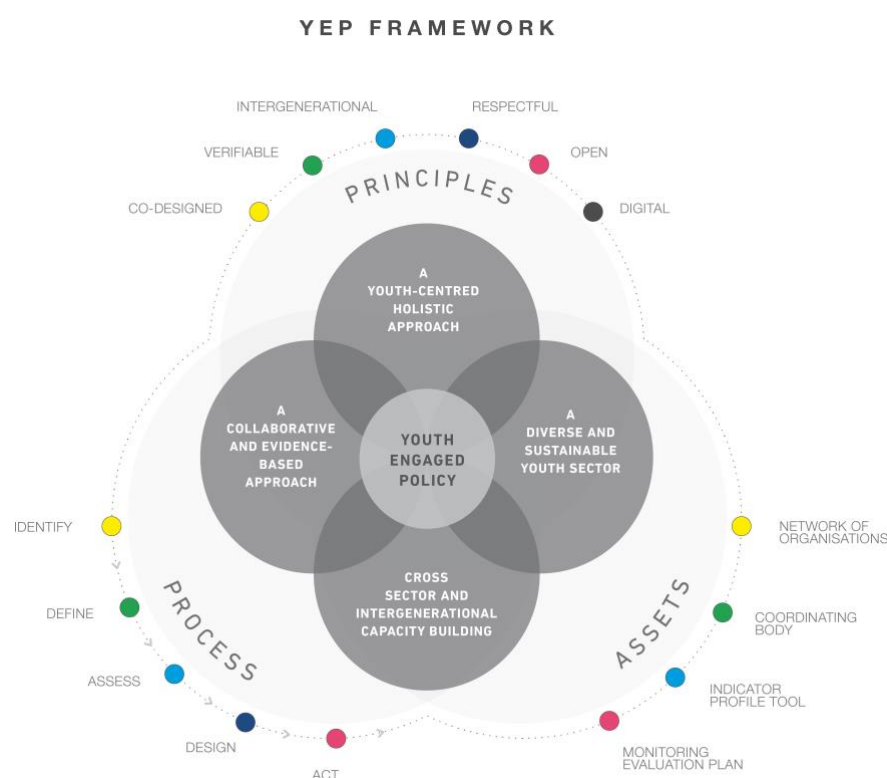 YEP FRAMEWORK
INTERGENERATIONAL
RESPECTFUL
VERIFIABLE
OPEN
CO-DESIGNED
DIGITAL
PRINCIPLES
A
YOUTH-CENTRED
HOLISTIC
APPROACH
A
COLLABORATIVE
AND EVIDENCE-
BASED
APPROACH
YOUTH
ENGAGED
POLICY
A
DIVERSE AND
SUSTAINABLE
YOUTH SECTOR
CROSS
SECTOR AND
INTERGENERATIONAL
CAPACITY BUILDING
PROCESS
IDENTIFY
DEFINE
ASSESS
DESIGN
ACT
ASSETS
NETWORK OF
ORGANISATIONS
COORDINATING
BODY
INDICATOR
PROFILE TOOL
MONITORING
EVALUATION PLAN